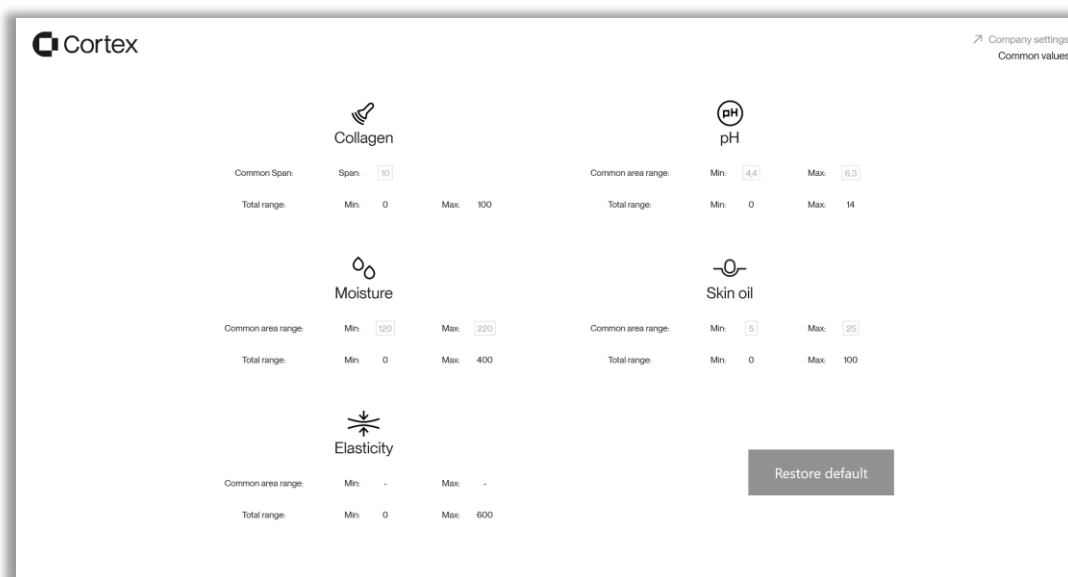 Cortex
Company settings
Common values
Collagen
Common Span: Span: 10
Total range: Min: 0 Max: 100
pH
pH
Common area range: Min: 4,4 Max: 6,3
Total range: Min: 0 Max: 14
Moisture
Common area range: Min: 120 Max: 220
Total range: Min: 0 Max: 400
Skin oil
Common area range: Min: 5 Max: 25
Total range: Min: 0 Max: 100
Elasticity
Common area range: Min: - Max: -
Total range: Min: 0 Max: 600
Restore default